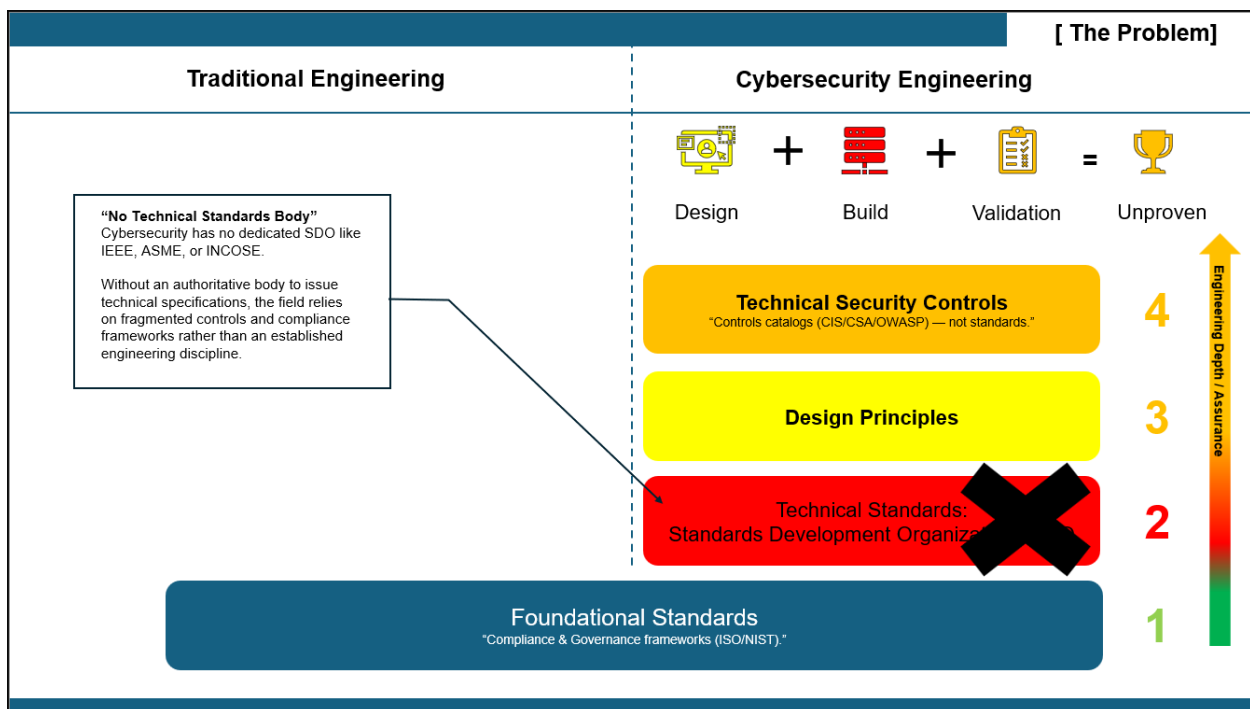 [ The Problem]
Traditional Engineering
Cybersecurity Engineering
+ + =
Design Build Validation Unproven
“No Technical Standards Body”
Cybersecurity has no dedicated SDO like
IEEE, ASME, or INCOSE.
Without an authoritative body to issue
technical specifications, the field relies
on fragmented controls and compliance
frameworks rather than an established
engineering discipline.
Technical Security Controls
“Controls catalogs (CIS/CSA/OWASP) — not standards.”
4
Design Principles
3
Technical Standards:
Standards Development
2
Foundational Standards
“Compliance & Governance frameworks (ISO/NIST).”
1
Engineering Depth / Assurance